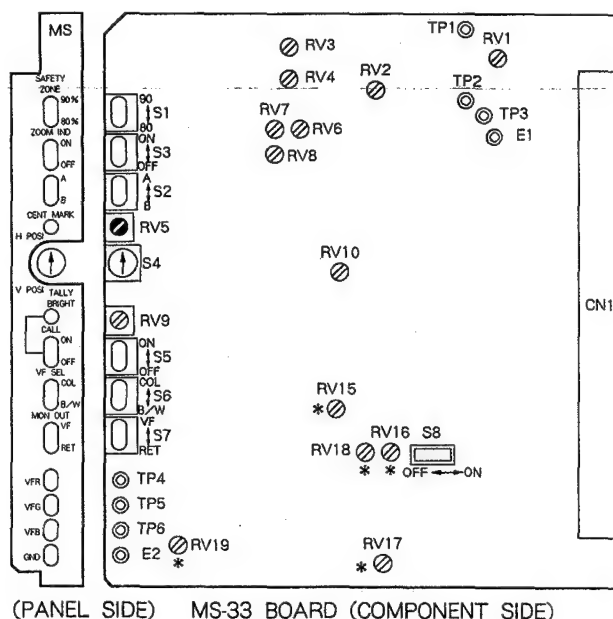 MS
SAFETY
ZONE
90%
80%
ZOOM IND
ON
OFF
A
B
CENT MARK
H POSI
V POSI
TALLY
BRIGHT
CALL
ON
OFF
VF SEL
COL
B/W
MON OUT
VF
RET
VFR
VFG
VFB
GND
90
80
S1
ON
OFF
S3
A
B
S2
RV5
S4
RV9
ON
OFF
S5
COL
B/W
S6
VF
RET
S7
TP4
TP5
TP6
E2
RV3
RV4
RV7
RV6
RV8
RV2
TP1
RV1
TP2
TP3
E1
RV10
CN1
RV15
*
RV18
*
RV16
*
S8
OFF ↔ ON
RV19
*
RV17
*
(PANEL SIDE) MS-33 BOARD (COMPONENT SIDE)